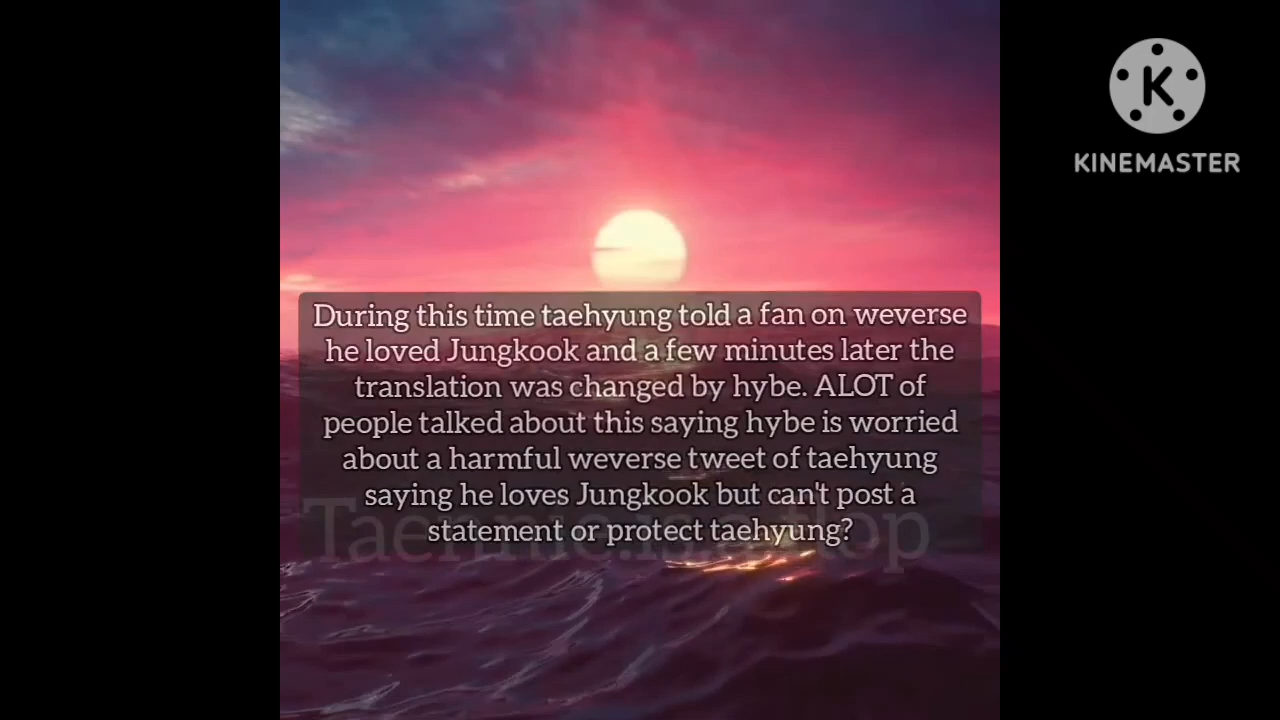 KINEMASTER
During this time taehyung told a fan on weverse
he loved Jungkook and a few minutes later the
translation was changed by hybe. ALOT of
people talked about this saying hybe is worried
about a harmful weverse tweet of taehyung
saying he loves Jungkook but can't post a
statement or protect taehyung?